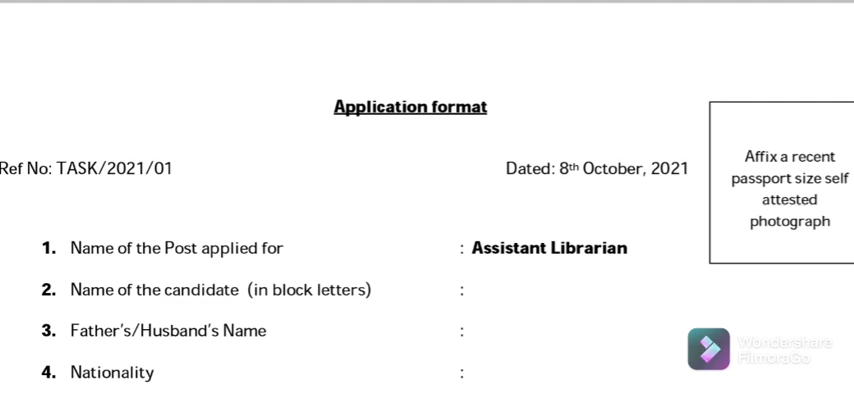 Application format
Ref No: TASK/2021/01
Dated: 8th October, 2021
Affix a recent
passport size self
attested
photograph
1. Name of the Post applied for : Assistant Librarian
2. Name of the candidate (in block letters) :
3. Father's/Husband's Name :
4. Nationality :
Wondershare
FilmoraGo